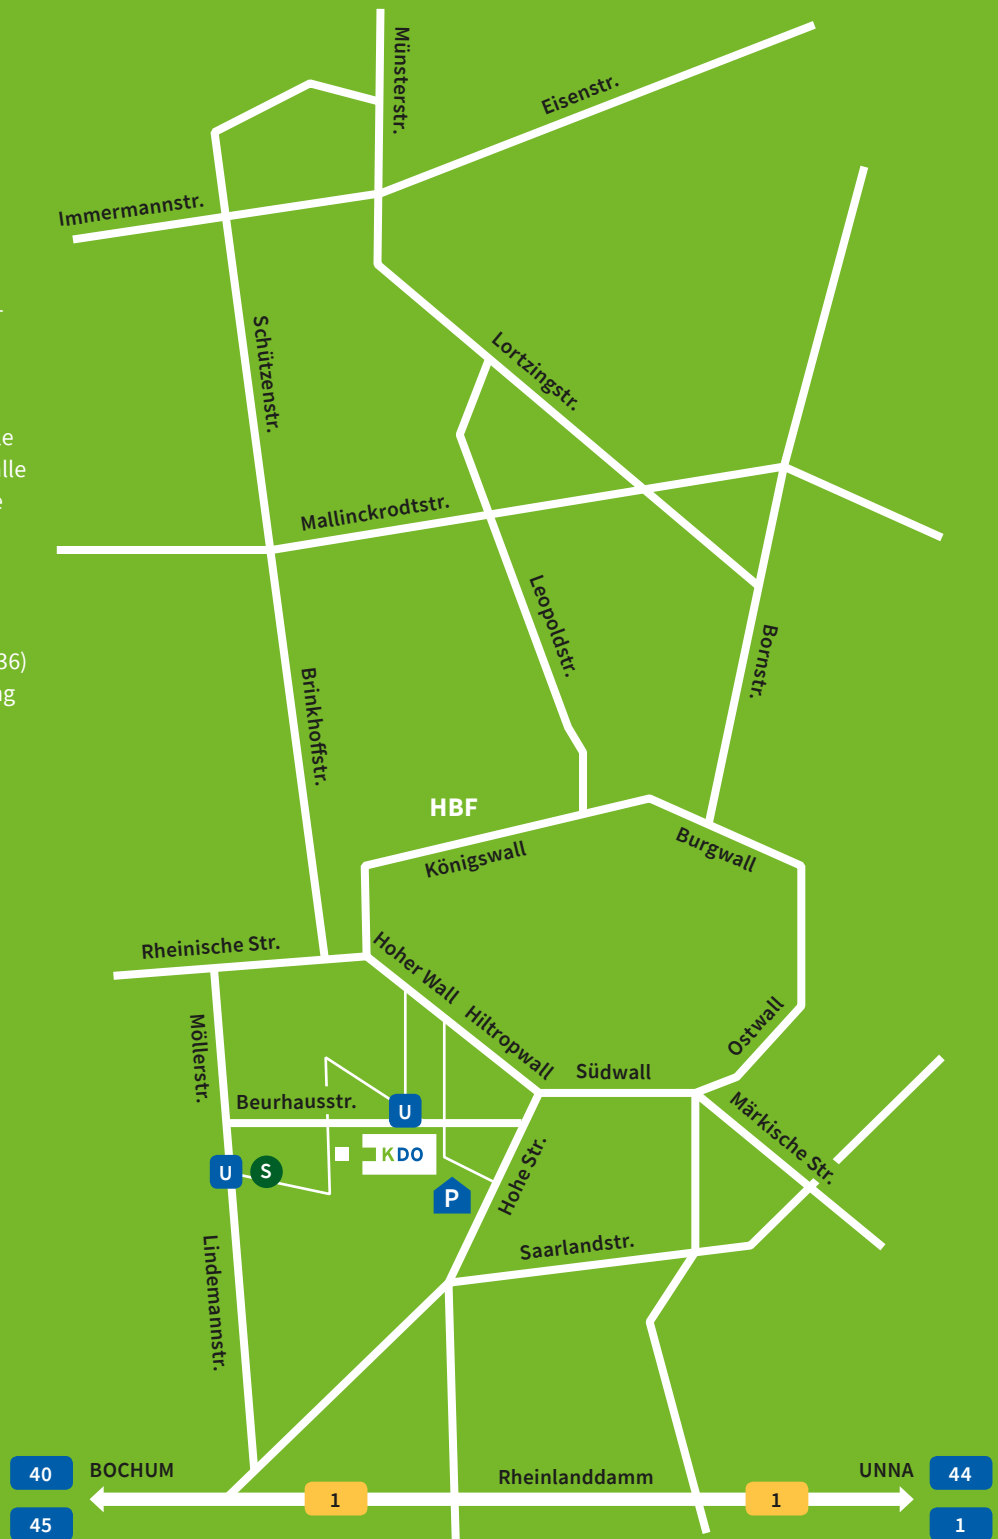 Münsterstr.
Eisenstr.
Immermannstr.
Schützenstr.
Lortzingstr.
Mallinckrodtstr.
Leopoldstr.
36)
Bornstr.
Brinkhoffstr.
HBF
Königswall
Burgwall
Rheinische Str.
Hoher Wall
Hiltropwall
Ostwall
Möllerstr.
Südwall
Beurhausstr.
U
Märkische Str.
KDO
U
S
P
Hohe Str.
Saarlandstr.
Lindemannstr.
40
BOCHUM
Rheinlanddamm
UNNA
44
1
1
45
1